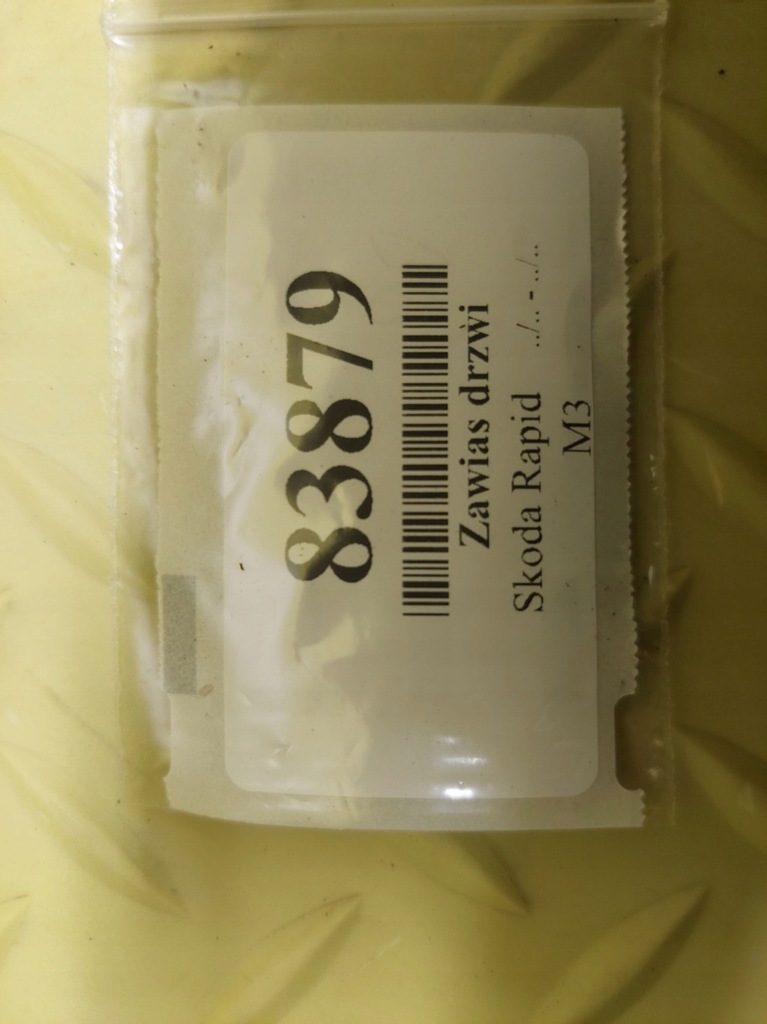 83879
Zawias drzwi
Skoda Rapid ../.. - ../..
M3